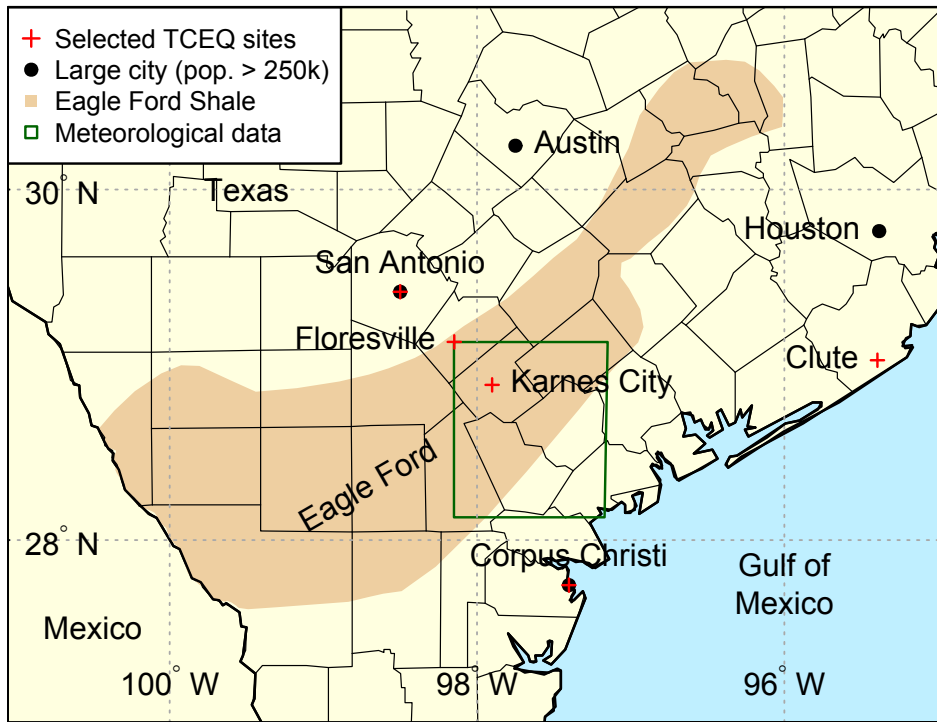 Selected TCEQ sites
Large city (pop. > 250k)
Eagle Ford Shale
Meteorological data
Austin
30° N
Texas
Houston
San Antonio
Floresville
Clute
Karnes City
Eagle Ford
28° N
Corpus Christi
Gulf of
Mexico
Mexico
100° W
98° W
96° W